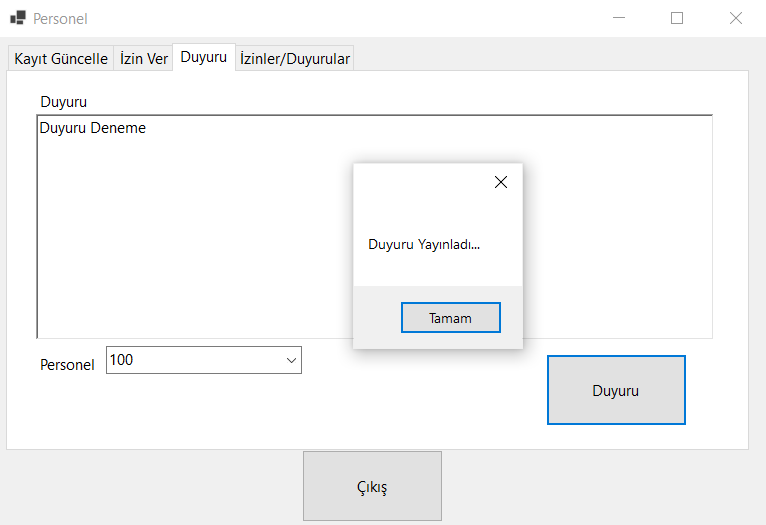 Personel
Kayıt Güncelle İzin Ver Duyuru İzinler/Duyurular
Duyuru
Duyuru Deneme
Duyuru Yayınladı...
Tamam
Personel 100
Duyuru
Çıkış